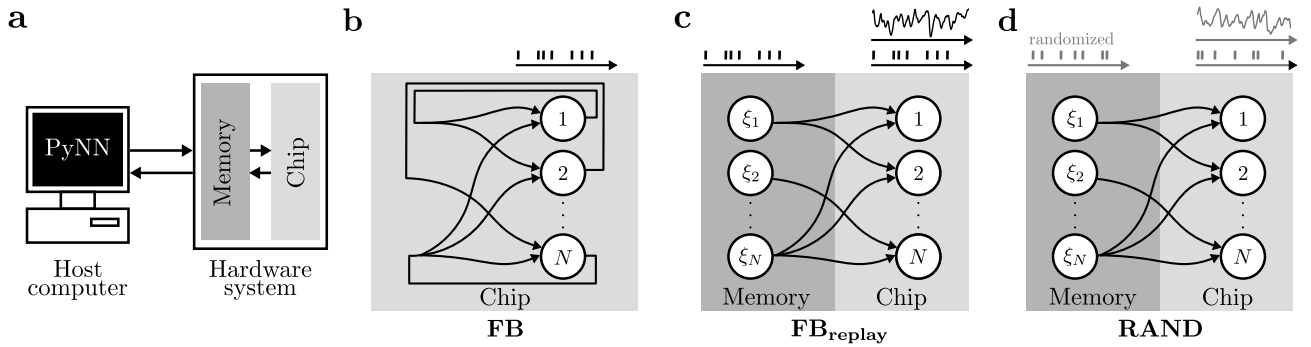 a
PyNN
Memory
Chip
Host
computer
Hardware
system
b
1
2
N
Chip
FB
c
ξ1
ξ2
ξN
1
2
N
Memory
Chip
FBreplay
d
randomized
ξ1
ξ2
ξN
1
2
N
Memory
Chip
RAND